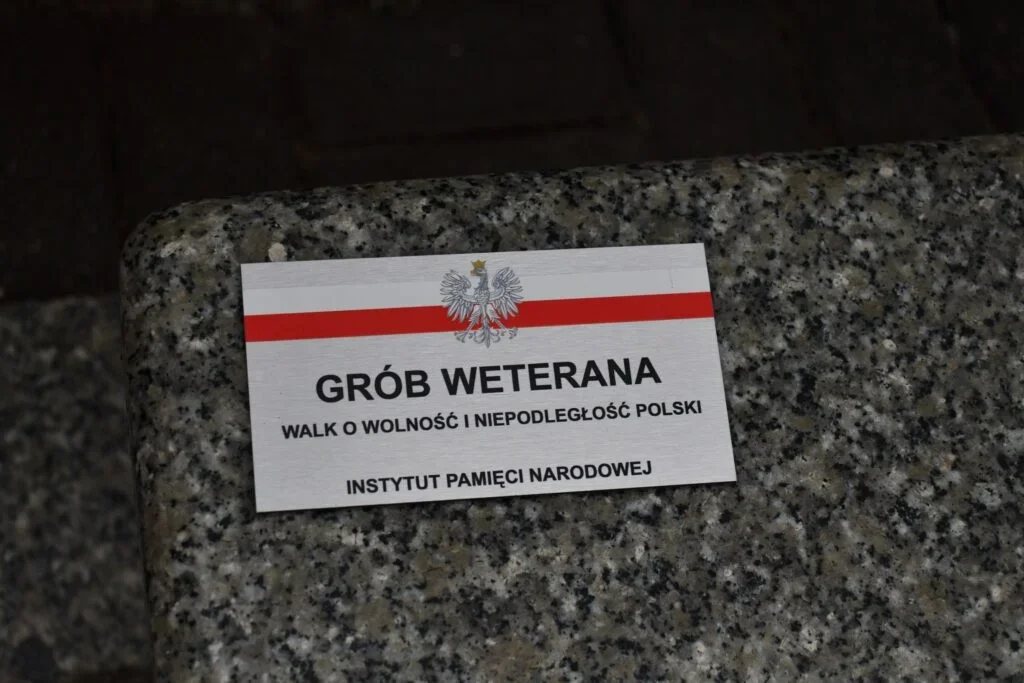 GRÓB WETERANA
WALK O WOLNOŚĆ I NIEPODLEGŁOŚĆ POLSKI
INSTYTUT PAMIĘCI NARODOWEJ